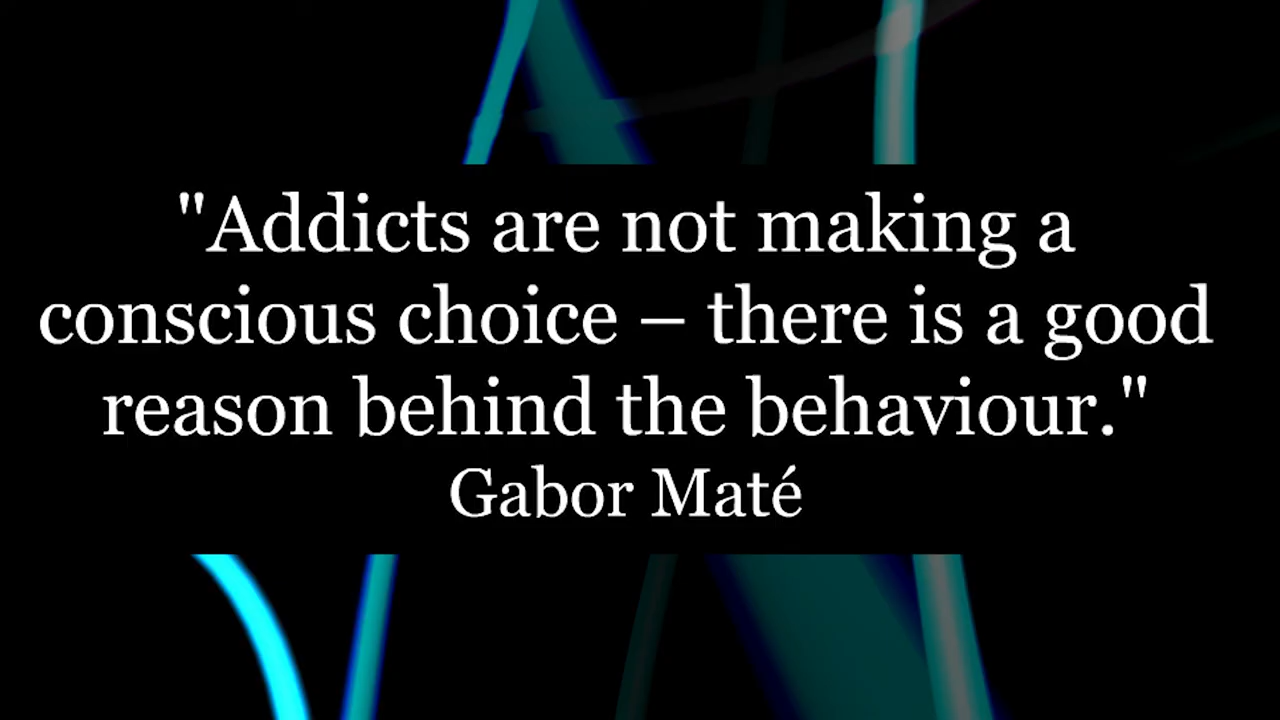 "Addicts are not making a
conscious choice – there is a good
reason behind the behaviour."
Gabor Maté